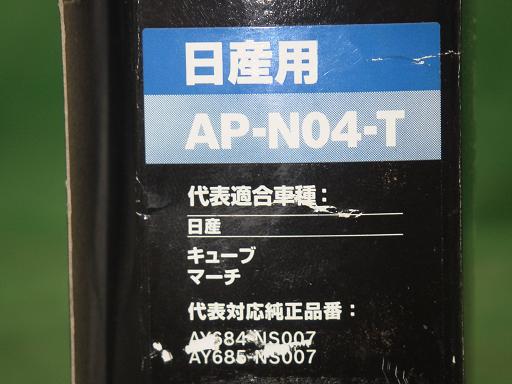 日産用
AP-N04-T
代表適合車種：
日産
キューブ
マーチ
代表対応純正品番：
AY684-NS007
AY685-NS007